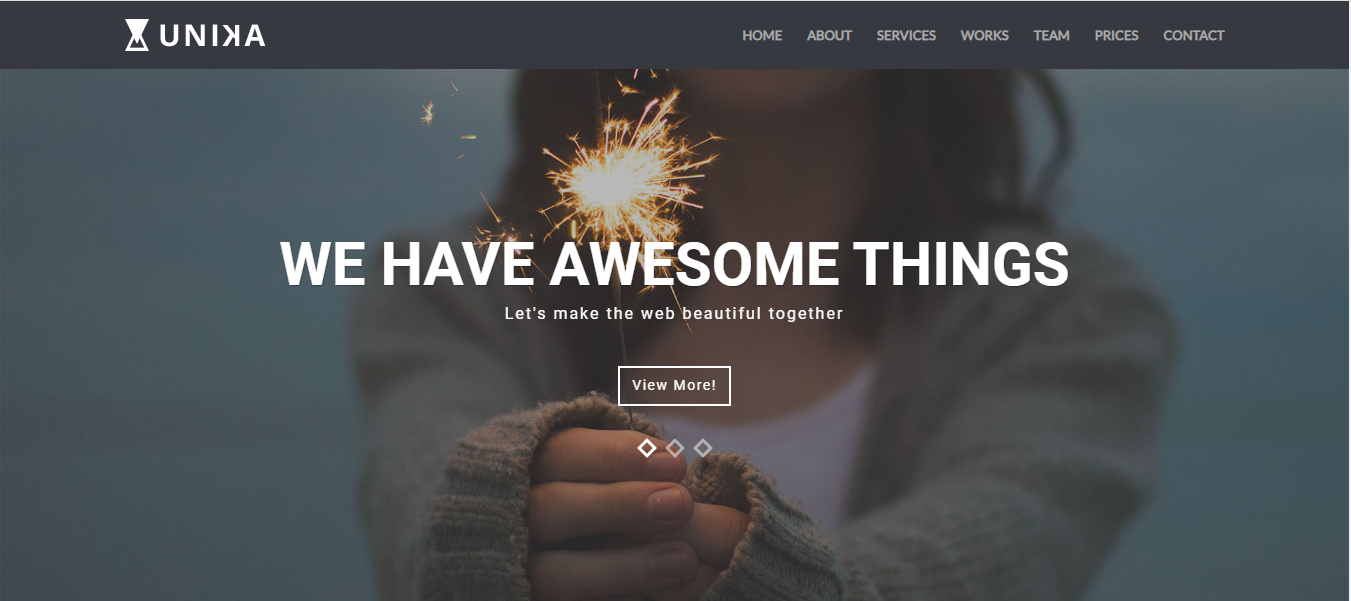 UNIKA
HOME ABOUT SERVICES WORKS TEAM PRICES CONTACT
WE HAVE AWESOME THINGS
Let's make the web beautiful together
View More!